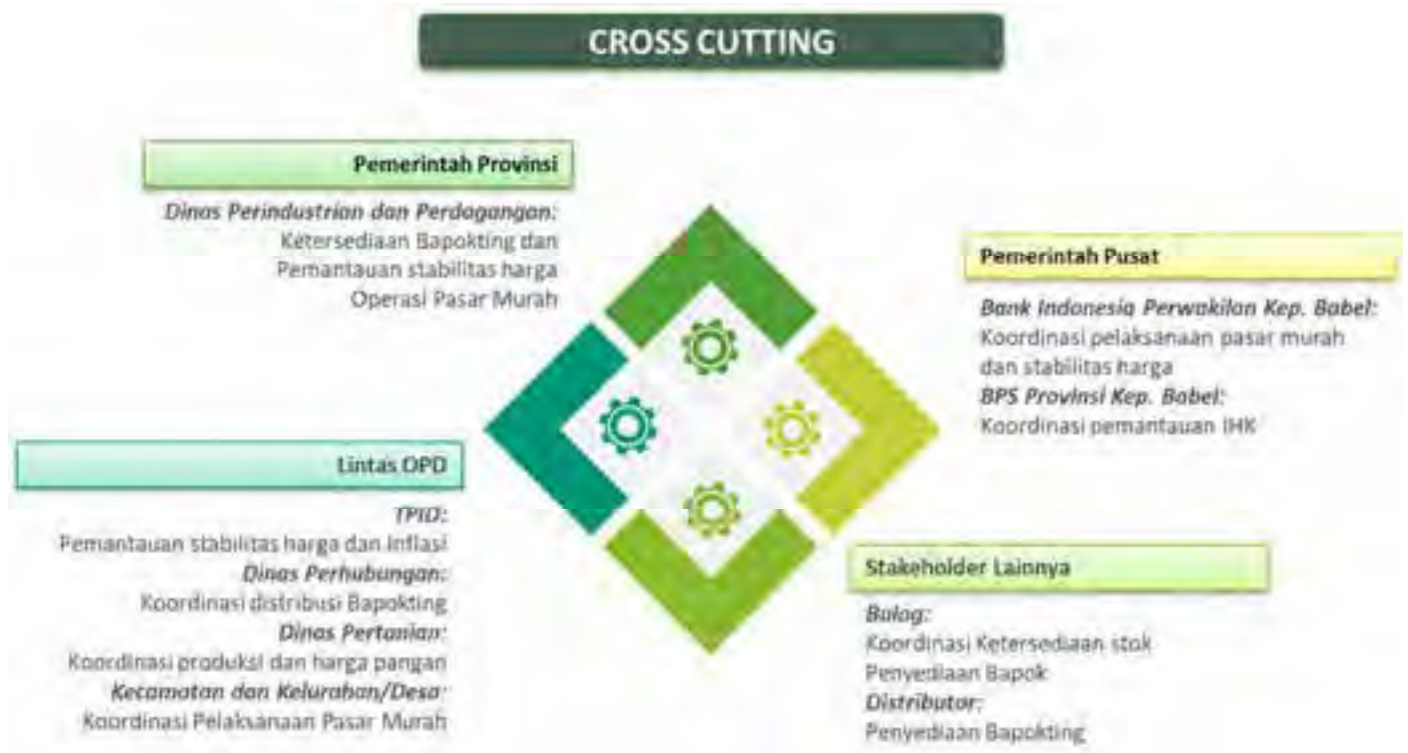 CROSS CUTTING
Pemerintah Provinsi
Dinas Perindustrian dan Perdagangan:
Ketersediaan Bapokting dan
Pemantauan stabilitas harga
Operasi Pasar Murah
Pemerintah Pusat
Bank Indonesia Perwakilan Kep. Babel:
Koordinasi pelaksanaan pasar murah
dan stabilitas harga
BPS Provinsi Kep. Babel:
Koordinasi pemantauan IHK
Lintas OPD
TPID:
Pemantauan stabilitas harga dan Inflasi
Dinas Perhubungan:
Koordinasi distribusi Bapokting
Dinas Pertanian:
Koordinasi produksi dan harga pangan
Kecamatan dan Kelurahan/Desa:
Koordinasi Pelaksanaan Pasar Murah
Stakeholder Lainnya
Bulog:
Koordinasi Ketersediaan stok
Penyediaan Bapok
Distributor:
Penyediaan Bapokting